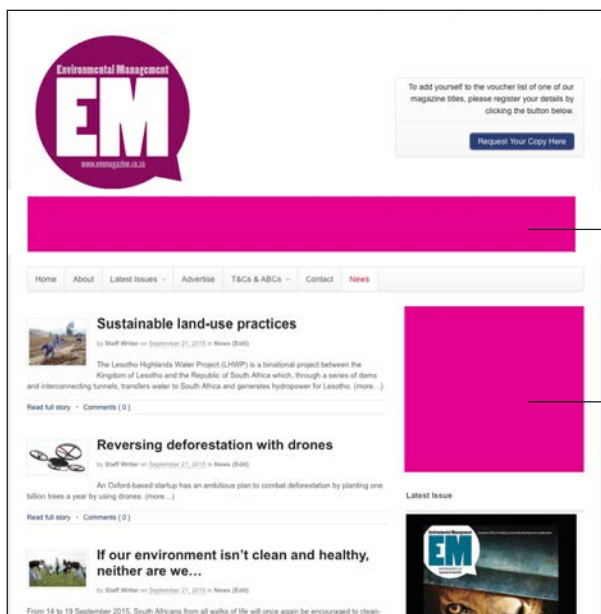 Environmental Management
EM
www.emmagazine.co.za
To add yourself to the voucher list of one of our
magazine titles, please register your details by
clicking the button below.
Request Your Copy Here
Home About Latest Issues Advertise T&Cs & ABCs Contact News
Sustainable land-use practices
by Staff Writer on September 21, 2015 in News (Edit)
The Lesotho Highlands Water Project (LHWP) is a binational project between the
Kingdom of Lesotho and the Republic of South Africa which, through a series of dams
and interconnecting tunnels, transfers water to South Africa and generates hydropower for Lesotho. (more…)
Read full story • Comments ( 0 )
Reversing deforestation with drones
by Staff Writer on September 21, 2015 in News (Edit)
An Oxford-based startup has an ambitious plan to combat deforestation by planting one
billion trees a year by using drones. (more…)
Read full story • Comments ( 0 )
Latest Issue
If our environment isn’t clean and healthy,
neither are we…
by Staff Writer on September 21, 2015 in News (Edit)
From 14 to 19 September 2015, South Africans from all walks of life will once again be encouraged to clean-
Environmental Management
EM